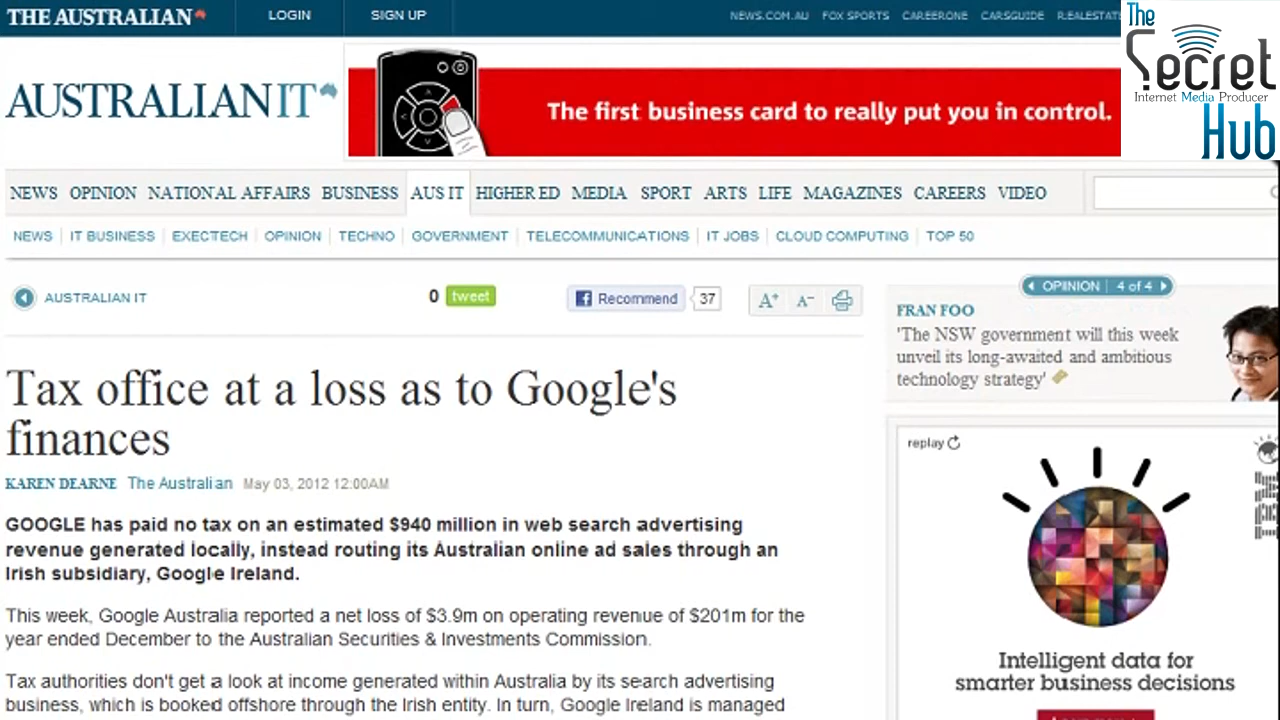 THE AUSTRALIAN
LOGIN
SIGN UP
NEWS.COM.AU FOX SPORTS CAREERONE CARSGUIDE REALESTATE
The
Secret
Internet Media Producer
Hub
AUSTRALIAN IT
The first business card to really put you in control.
NEWS OPINION NATIONAL AFFAIRS BUSINESS AUS IT HIGHER ED MEDIA SPORT ARTS LIFE MAGAZINES CAREERS VIDEO
NEWS IT BUSINESS EXECTECH OPINION TECHNO GOVERNMENT TELECOMMUNICATIONS IT JOBS CLOUD COMPUTING TOP 50
AUSTRALIAN IT
0 tweet
Recommend 37
A+ A−
OPINION 4 of 4
FRAN FOO
'The NSW government will this week
unveil its long-awaited and ambitious
technology strategy'
Tax office at a loss as to Google's
finances
KAREN DEARNE The Australian May 03, 2012 12:00AM
GOOGLE has paid no tax on an estimated $940 million in web search advertising
revenue generated locally, instead routing its Australian online ad sales through an
Irish subsidiary, Google Ireland.
This week, Google Australia reported a net loss of $3.9m on operating revenue of $201m for the
year ended December to the Australian Securities & Investments Commission.
Tax authorities don't get a look at income generated within Australia by its search advertising
business, which is booked offshore through the Irish entity. In turn, Google Ireland is managed
replay
IBM
Intelligent data for
smarter business decisions